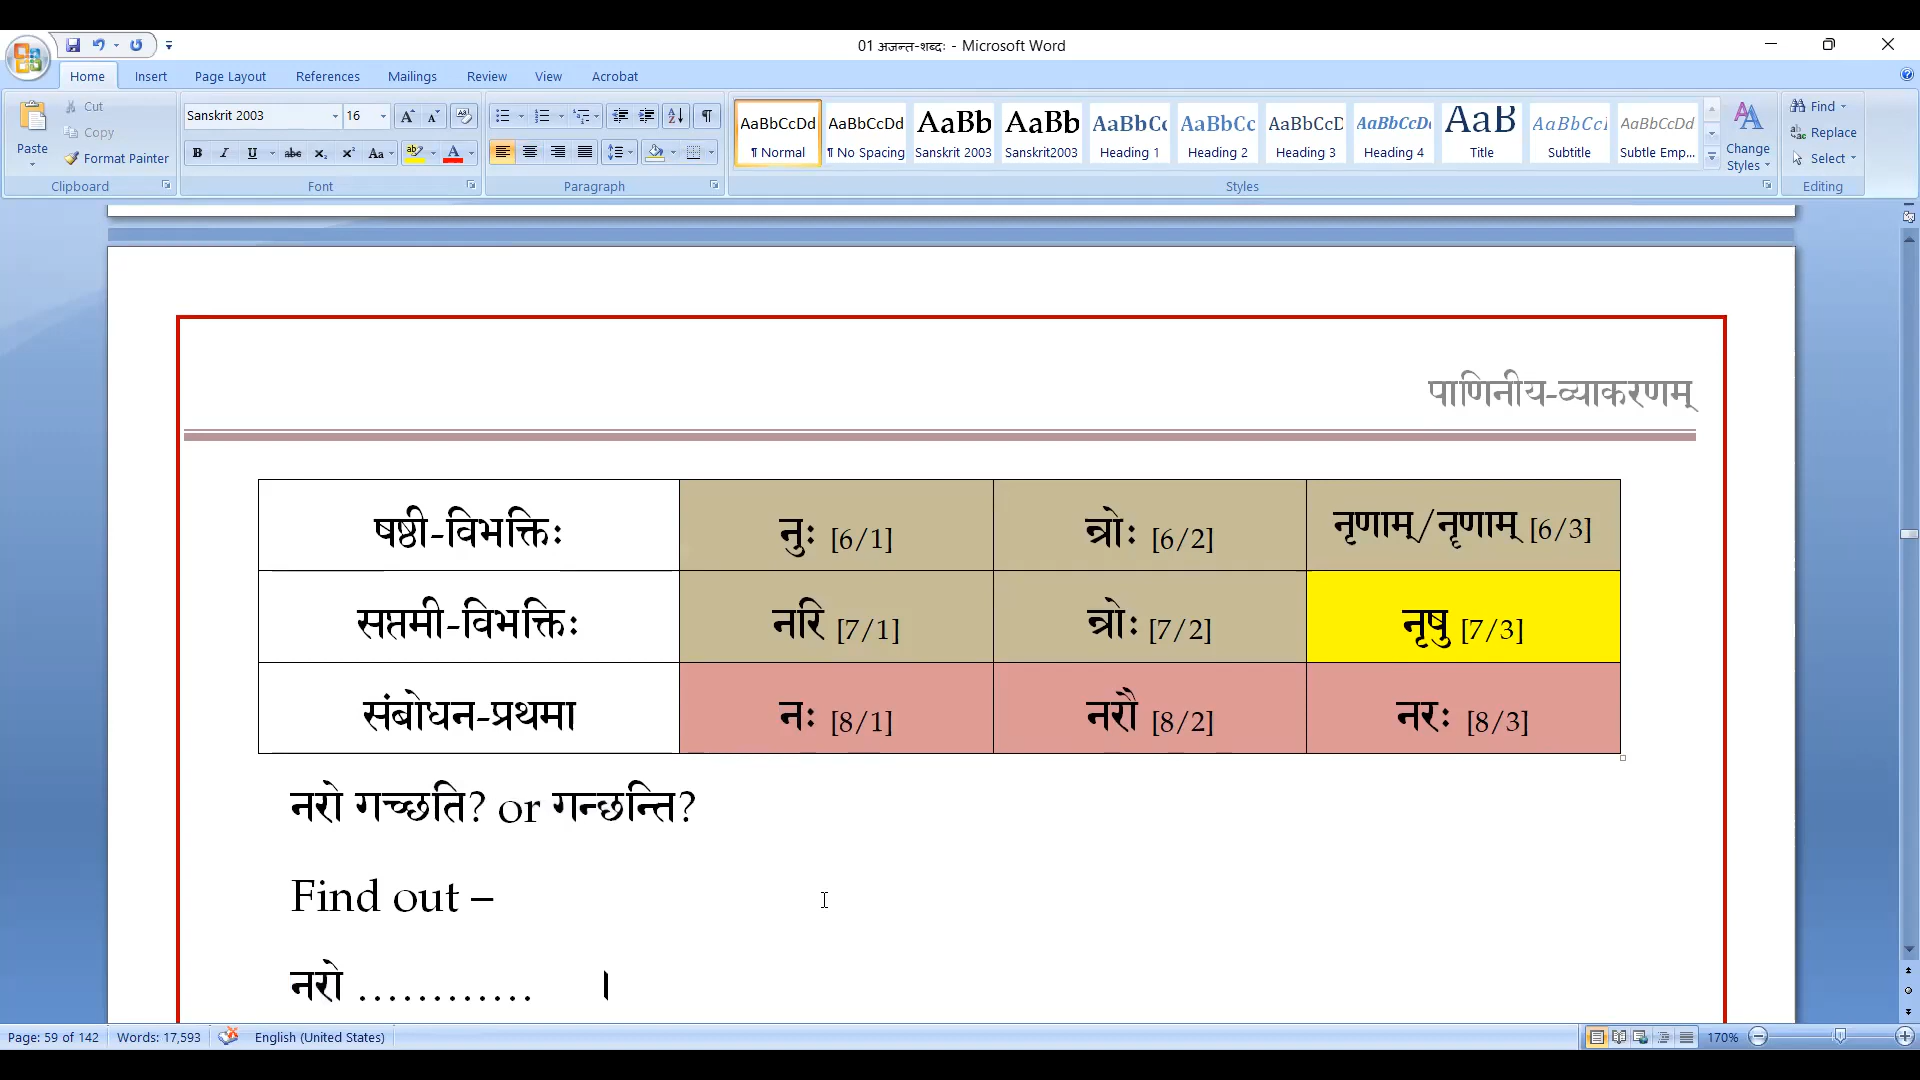 01 अजन्त-शब्दः - Microsoft Word
Home Insert Page Layout References Mailings Review View Acrobat
Paste Cut Copy Format Painter
Clipboard
Sanskrit 2003 16
Font
Paragraph
AaBbCcDd AaBbCcDd AaBb AaBb AaBbCc AaBbCc AaBbCcD AaBbCcD AaB AaBbCcI AaBbCcDd
¶ Normal ¶ No Spacing Sanskrit 2003 Sanskrit2003 Heading 1 Heading 2 Heading 3 Heading 4 Title Subtitle Subtle Emp...
Change Styles
Styles
Find
Replace
Select
Editing
पाणिनीय-व्याकरणम्
षष्ठी-विभक्तिः नुः [6/1] न्रोः [6/2] नृणाम्/नॄणाम् [6/3]
सप्तमी-विभक्तिः नरि [7/1] न्रोः [7/2] नृषु [7/3]
संबोधन-प्रथमा नः [8/1] नरौ [8/2] नरः [8/3]
नरो गच्छति? or गन्छन्ति?
Find out –
नरो ………… ।
Page: 59 of 142 Words: 17,593 English (United States) 170%